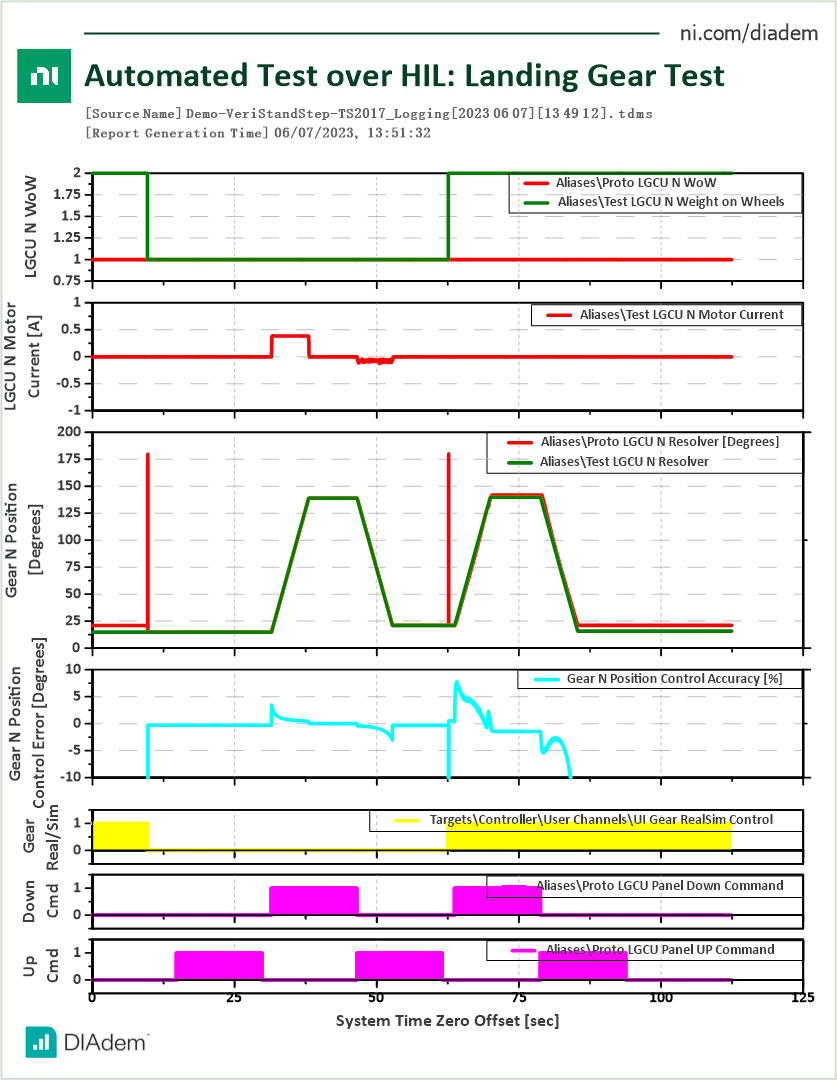 ni.com/diadem
ni
Automated Test over HIL: Landing Gear Test
[Source Name] Demo-VeriStandStep-TS2017_Logging[2023 06 07][13 49 12].tdms
[Report Generation Time] 06/07/2023, 13:51:32
LGCU N WoW
2
1.75
1.5
1.25
1
0.75
Aliases\Proto LGCU N WoW
Aliases\Test LGCU N Weight on Wheels
LGCU N Motor
Current [A]
1
0.5
0
-0.5
-1
Aliases\Test LGCU N Motor Current
Gear N Position
[Degrees]
200
175
150
125
100
75
50
25
0
Aliases\Proto LGCU N Resolver [Degrees]
Aliases\Test LGCU N Resolver
Gear N Position
Control Error [Degrees]
10
5
0
-5
-10
Gear N Position Control Accuracy [%]
Gear
Real/Sim
1
0
Targets\Controller\User Channels\UI Gear RealSim Control
Down
Cmd
1
0
Aliases\Proto LGCU Panel Down Command
Up
Cmd
1
0
Aliases\Proto LGCU Panel UP Command
0 25 50 75 100 125
System Time Zero Offset [sec]
DIAdem™